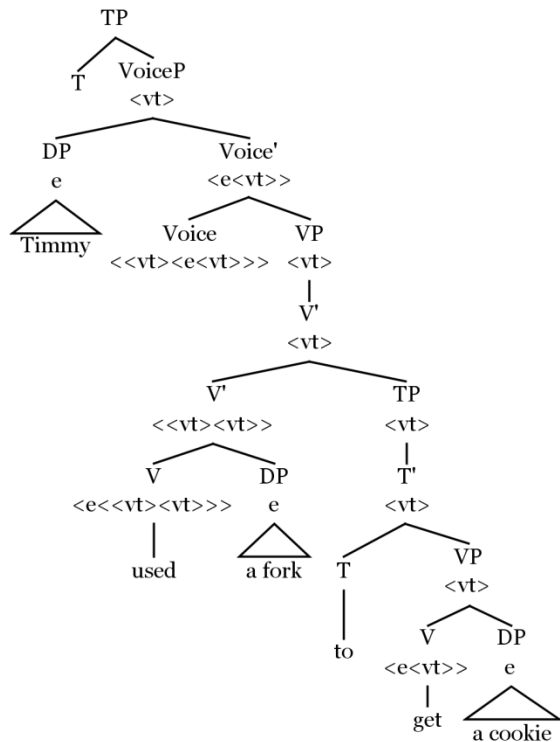 TP
T VoiceP
<vt>
DP Voice'
e <e<vt>>
Timmy Voice VP
<<vt><e<vt>>> <vt>
V'
<vt>
V' TP
<<vt><vt>> <vt>
V DP T'
<e<<vt><vt>>> e <vt>
used a fork T VP
<vt>
to V DP
<e<vt>> e
get a cookie